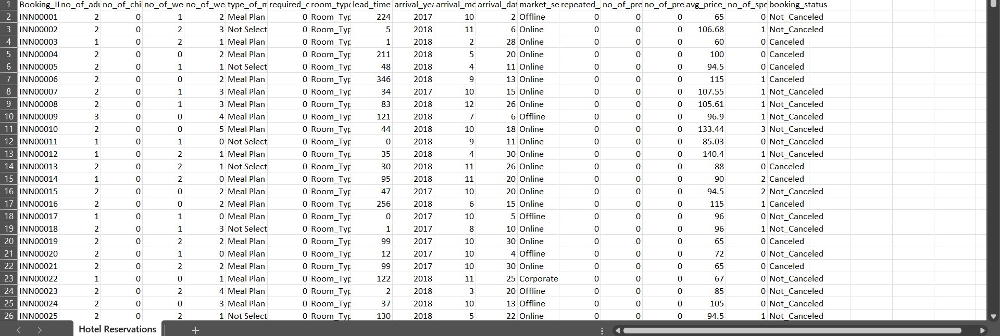 1 Booking_I no_of_adu no_of_chil no_of_we no_of_we type_of_m required_c room_type lead_time arrival_yea arrival_mo arrival_dat market_se repeated_ no_of_pre no_of_pre avg_price_ no_of_spe booking_status
2 INN00001 2 0 1 2 Meal Plan 0 Room_Typ 224 2017 10 2 Offline 0 0 0 65 0 Not_Canceled
3 INN00002 2 0 2 3 Not Select 0 Room_Typ 5 2018 11 6 Online 0 0 0 106.68 1 Not_Canceled
4 INN00003 1 0 2 1 Meal Plan 0 Room_Typ 1 2018 2 28 Online 0 0 0 60 0 Canceled
5 INN00004 2 0 0 2 Meal Plan 0 Room_Typ 211 2018 5 20 Online 0 0 0 100 0 Canceled
6 INN00005 2 0 1 1 Not Select 0 Room_Typ 48 2018 4 11 Online 0 0 0 94.5 0 Canceled
7 INN00006 2 0 0 2 Meal Plan 0 Room_Typ 346 2018 9 13 Online 0 0 0 115 1 Canceled
8 INN00007 2 0 1 3 Meal Plan 0 Room_Typ 34 2017 10 15 Online 0 0 0 107.55 1 Not_Canceled
9 INN00008 2 0 1 3 Meal Plan 0 Room_Typ 83 2018 12 26 Online 0 0 0 105.61 1 Not_Canceled
10 INN00009 3 0 0 4 Meal Plan 0 Room_Typ 121 2018 7 6 Offline 0 0 0 96.9 1 Not_Canceled
11 INN00010 2 0 0 5 Meal Plan 0 Room_Typ 44 2018 10 18 Online 0 0 0 133.44 3 Not_Canceled
12 INN00011 1 0 1 0 Not Select 0 Room_Typ 0 2018 9 11 Online 0 0 0 85.03 0 Not_Canceled
13 INN00012 1 0 2 1 Meal Plan 0 Room_Typ 35 2018 4 30 Online 0 0 0 140.4 1 Not_Canceled
14 INN00013 2 0 2 1 Not Select 0 Room_Typ 30 2018 11 26 Online 0 0 0 88 0 Canceled
15 INN00014 1 0 2 0 Meal Plan 0 Room_Typ 95 2018 11 20 Online 0 0 0 90 2 Canceled
16 INN00015 2 0 0 2 Meal Plan 0 Room_Typ 47 2017 10 20 Online 0 0 0 94.5 2 Not_Canceled
17 INN00016 2 0 0 2 Meal Plan 0 Room_Typ 256 2018 6 15 Online 0 0 0 115 1 Canceled
18 INN00017 1 0 1 0 Meal Plan 0 Room_Typ 0 2017 10 5 Offline 0 0 0 96 0 Not_Canceled
19 INN00018 2 0 1 3 Not Select 0 Room_Typ 1 2017 8 10 Online 0 0 0 96 1 Not_Canceled
20 INN00019 2 0 2 2 Meal Plan 0 Room_Typ 99 2017 10 30 Online 0 0 0 65 0 Canceled
21 INN00020 2 0 1 0 Meal Plan 0 Room_Typ 12 2017 10 4 Offline 0 0 0 72 0 Not_Canceled
22 INN00021 2 0 2 2 Meal Plan 0 Room_Typ 99 2017 10 30 Online 0 0 0 65 0 Canceled
23 INN00022 1 0 0 1 Meal Plan 0 Room_Typ 122 2018 11 25 Corporate 0 0 0 67 0 Not_Canceled
24 INN00023 2 0 2 4 Meal Plan 0 Room_Typ 2 2018 3 20 Offline 0 0 0 85 0 Not_Canceled
25 INN00024 2 0 0 3 Meal Plan 0 Room_Typ 37 2018 10 13 Offline 0 0 0 105 0 Not_Canceled
26 INN00025 2 0 2 1 Not Select 0 Room_Typ 130 2018 5 22 Online 0 0 0 94.5 1 Not_Canceled
Hotel Reservations